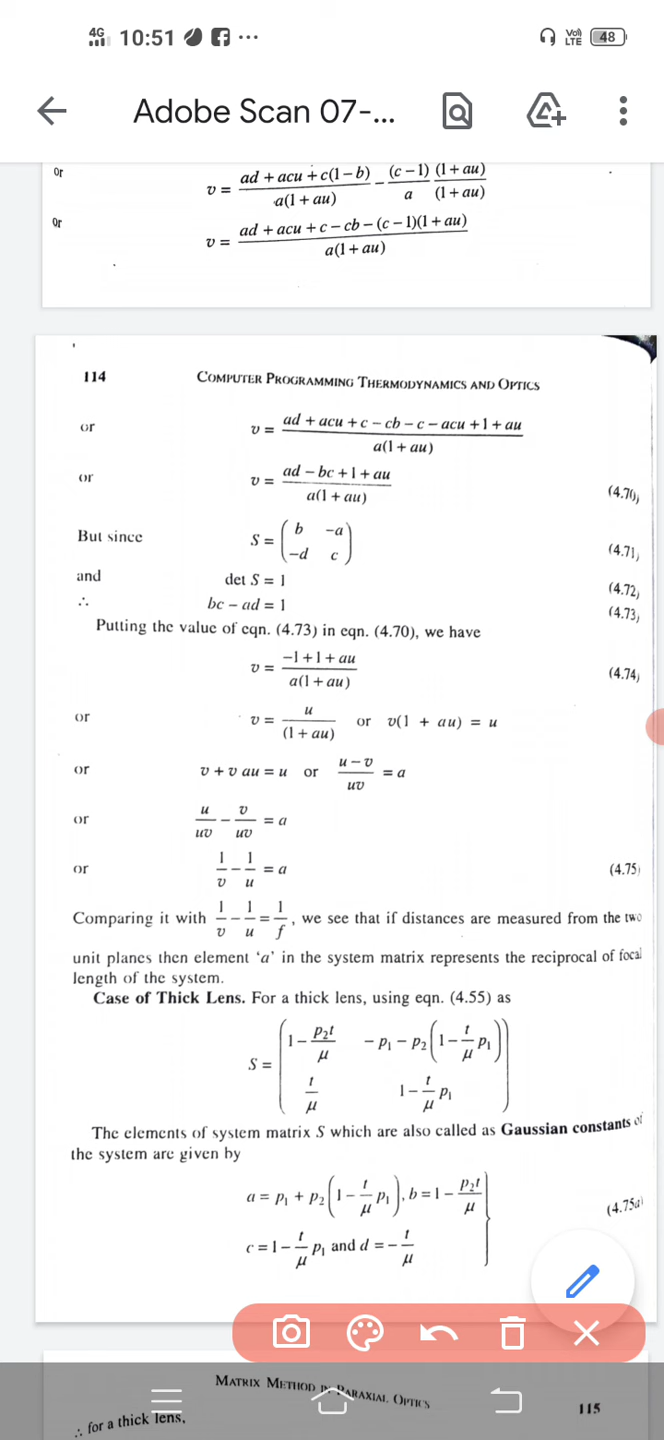 4G 10:51 ... Vo) LTE 48
Adobe Scan 07-...
or v = ad + acu + c(1 – b) / a(1 + au) – (c – 1) / a (1 + au) / (1 + au)
or v = ad + acu + c – cb – (c – 1)(1 + au) / a(1 + au)
114 COMPUTER PROGRAMMING THERMODYNAMICS AND OPTICS
or v = ad + acu + c – cb – c – acu + 1 + au / a(1 + au)
or v = ad – bc + 1 + au / a(1 + au) (4.70)
But since S = ( b –a –d c ) (4.71)
and det S = 1 (4.72)
∴ bc – ad = 1 (4.73)
Putting the value of eqn. (4.73) in eqn. (4.70), we have
v = –1 + 1 + au / a(1 + au) (4.74)
or v = u / (1 + au) or v(1 + au) = u
or v + v au = u or u – v / uv = a
or u / uv – v / uv = a
or 1 / v – 1 / u = a (4.75)
Comparing it with 1 / v – 1 / u = 1 / f, we see that if distances are measured from the two
unit planes then element ‘a’ in the system matrix represents the reciprocal of focal
length of the system.
Case of Thick Lens. For a thick lens, using eqn. (4.55) as
S = ( 1 – p₂t / μ – p₁ – p₂ ( 1 – t / μ p₁ ) t / μ 1 – t / μ p₁ )
The elements of system matrix S which are also called as Gaussian constants of
the system are given by
a = p₁ + p₂ ( 1 – t / μ p₁ ), b = 1 – p₂t / μ
c = 1 – t / μ p₁ and d = – t / μ (4.75a)
MATRIX METHOD IN PARAXIAL OPTICS 115
∴ for a thick lens,